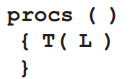 procs ( )
{ T( L )
}